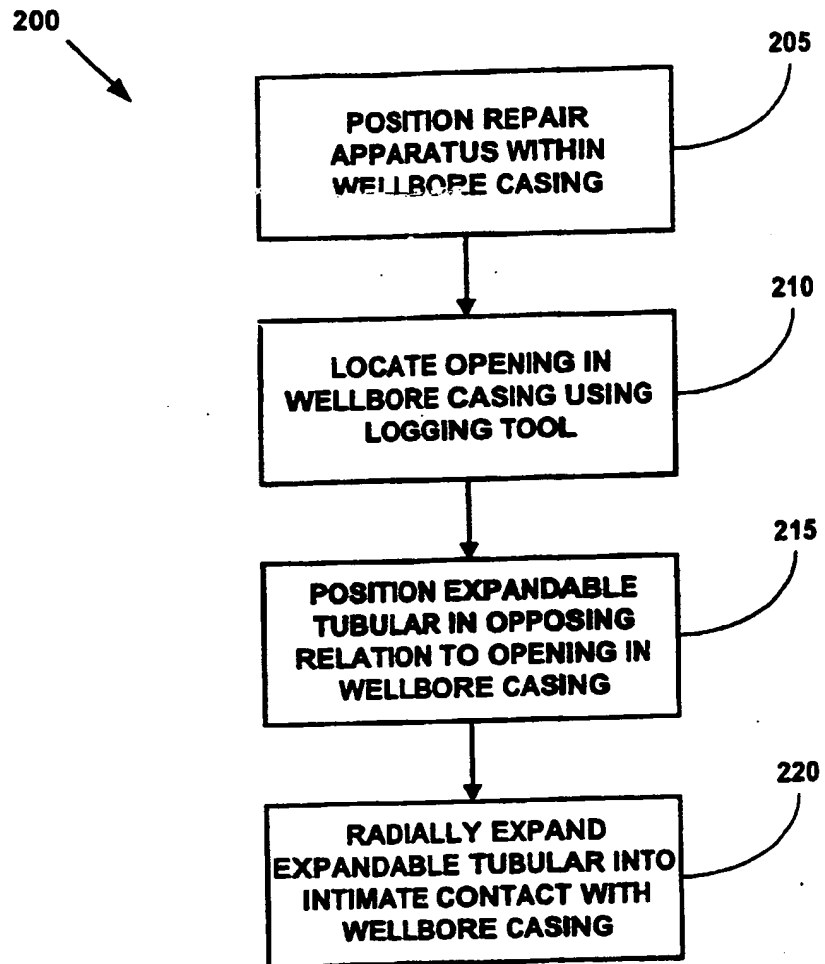 200
205
POSITION REPAIR
APPARATUS WITHIN
WELLBORE CASING
210
LOCATE OPENING IN
WELLBORE CASING USING
LOGGING TOOL
215
POSITION EXPANDABLE
TUBULAR IN OPPOSING
RELATION TO OPENING IN
WELLBORE CASING
220
RADIALLY EXPAND
EXPANDABLE TUBULAR INTO
INTIMATE CONTACT WITH
WELLBORE CASING